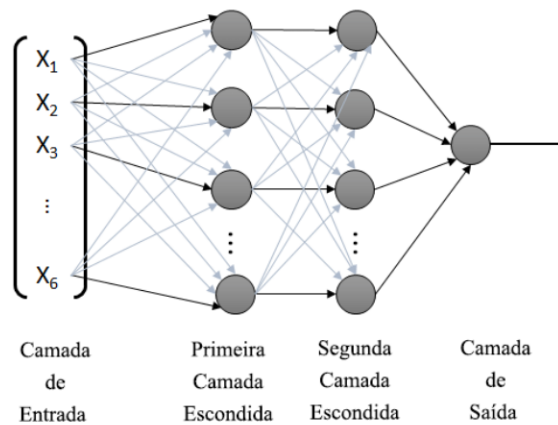 X1
X2
X3
...
X6
...
...
Camada
de
Entrada
Primeira
Camada
Escondida
Segunda
Camada
Escondida
Camada
de
Saída